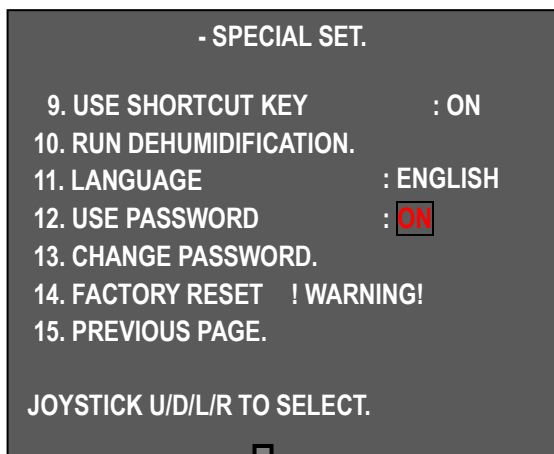 - SPECIAL SET.
9. USE SHORTCUT KEY : ON
10. RUN DEHUMIDIFICATION.
11. LANGUAGE : ENGLISH
12. USE PASSWORD : ON
13. CHANGE PASSWORD.
14. FACTORY RESET ! WARNING!
15. PREVIOUS PAGE.
JOYSTICK U/D/L/R TO SELECT.